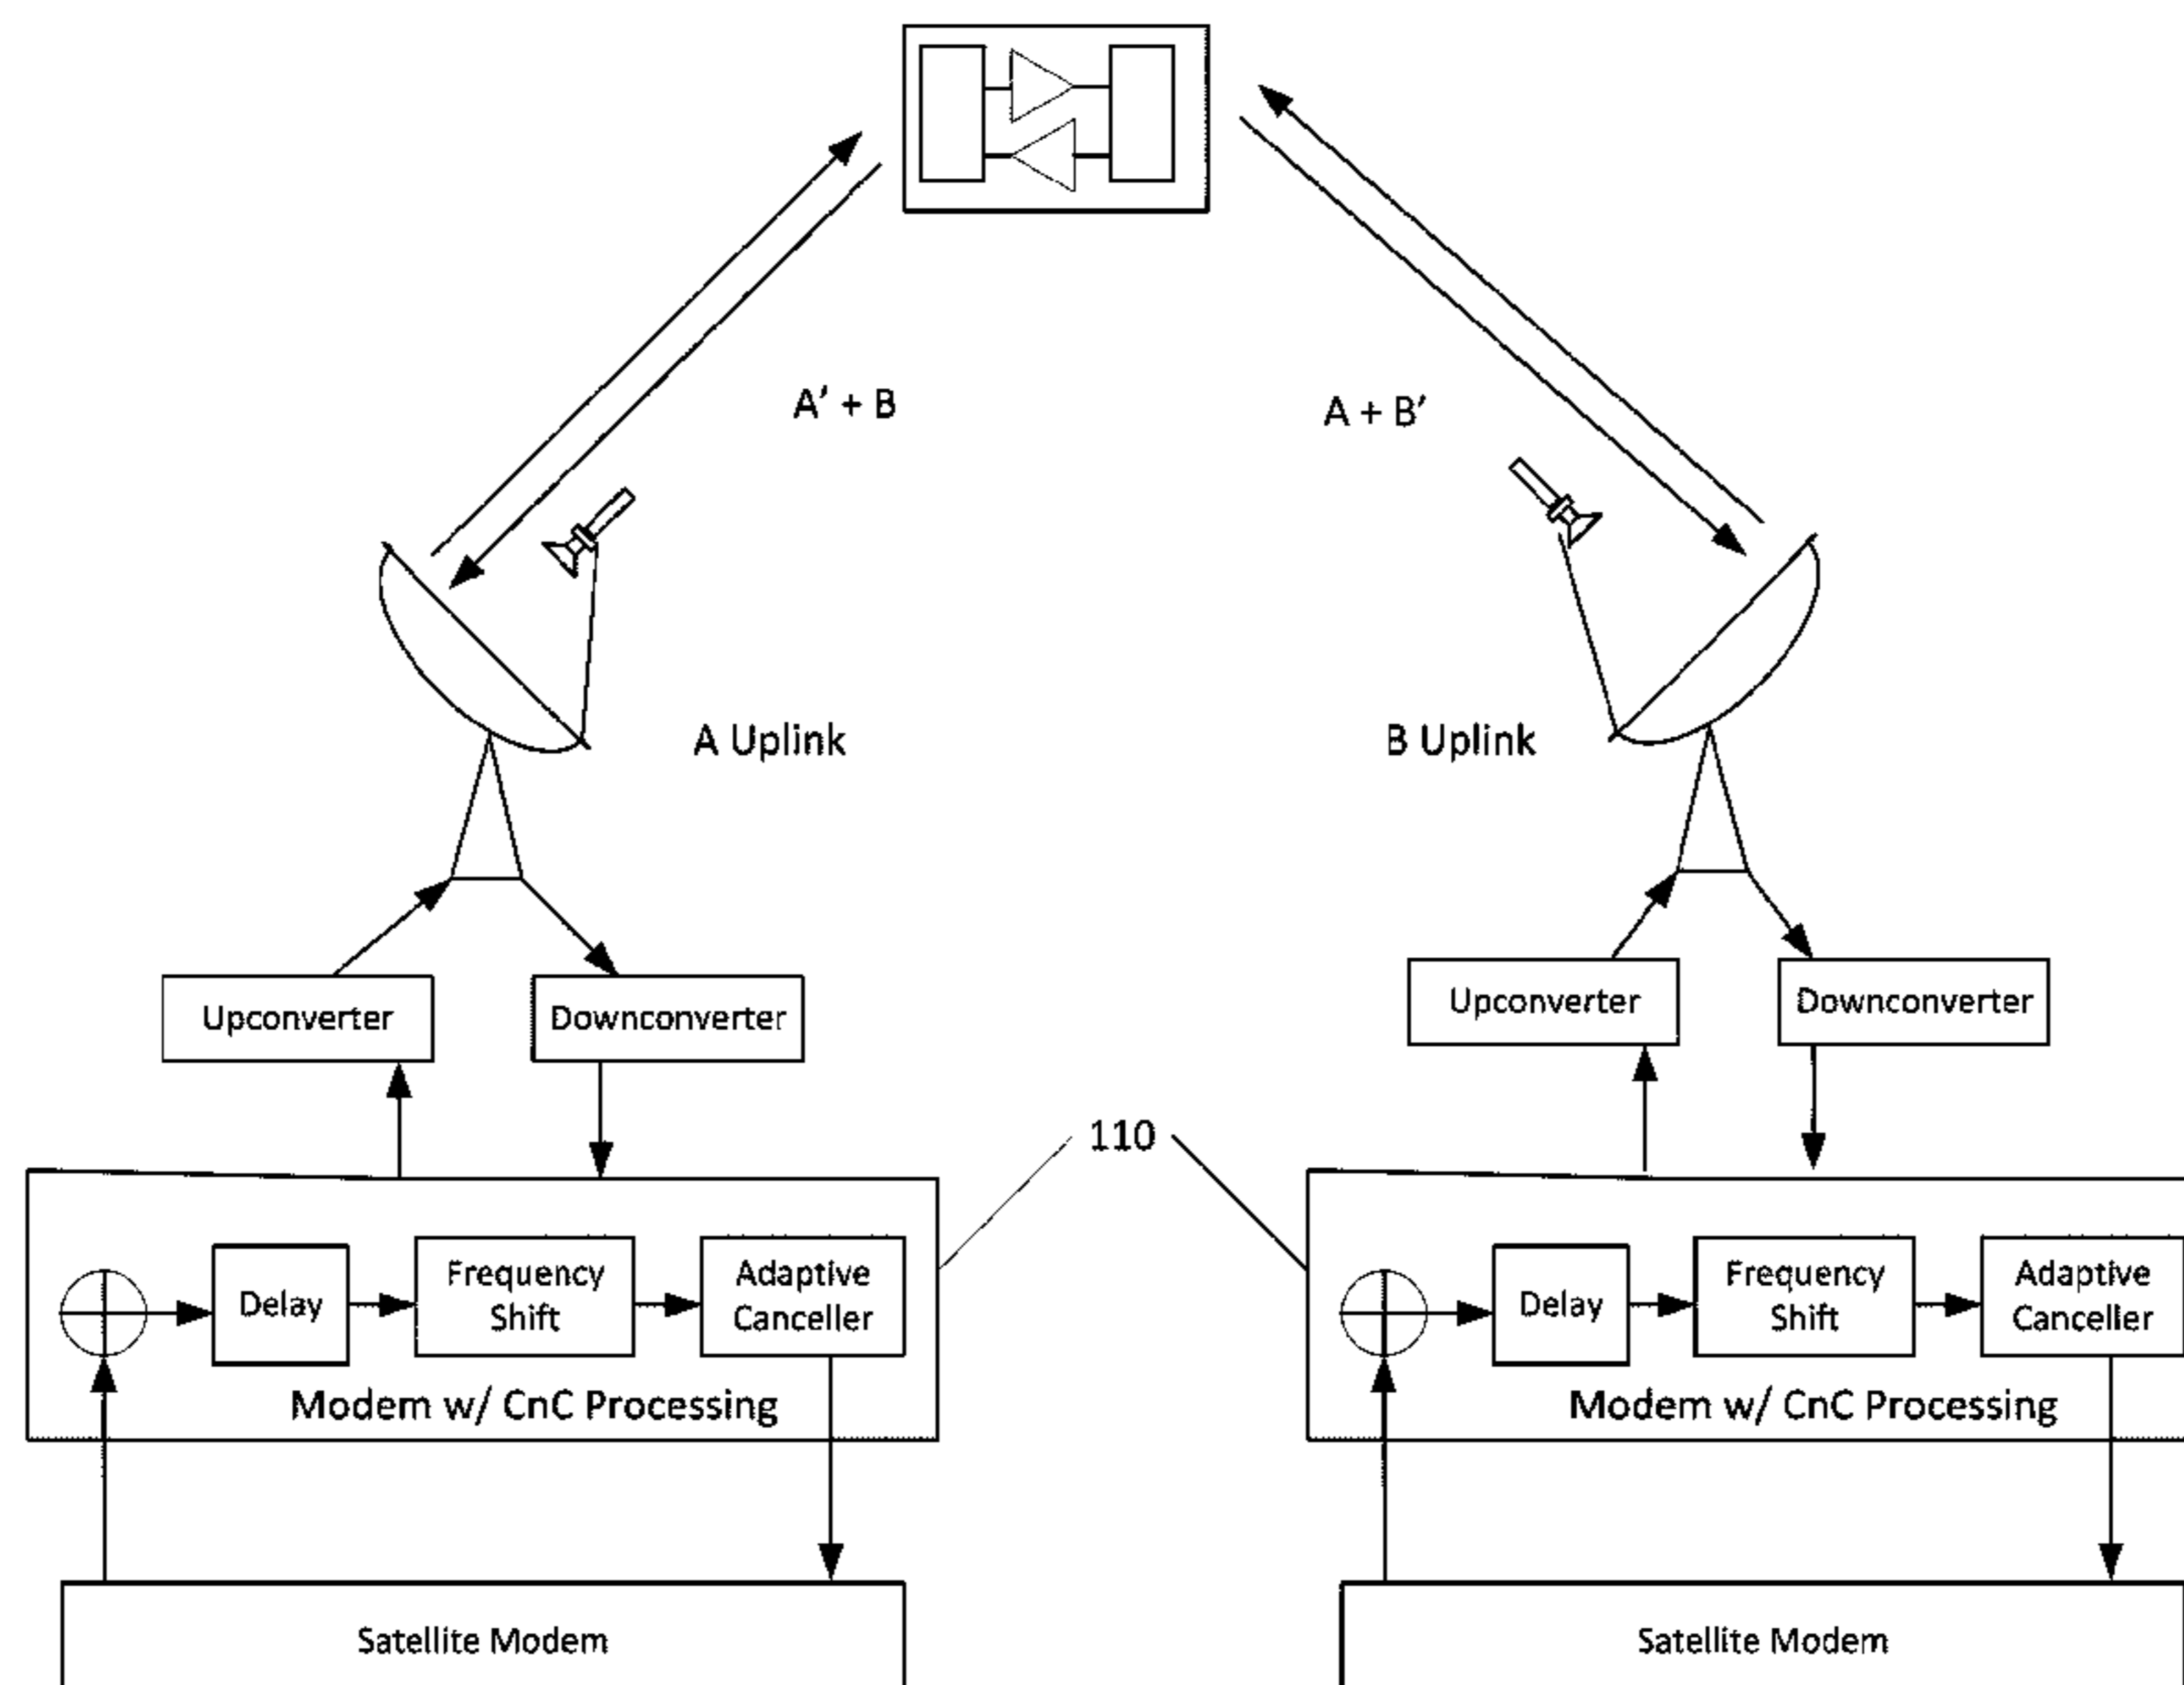 A' + B
A + B'
A Uplink
B Uplink
Upconverter
Downconverter
Upconverter
Downconverter
110
Delay
Frequency
Shift
Adaptive
Canceller
Modem w/ CnC Processing
Delay
Frequency
Shift
Adaptive
Canceller
Modem w/ CnC Processing
Satellite Modem
Satellite Modem